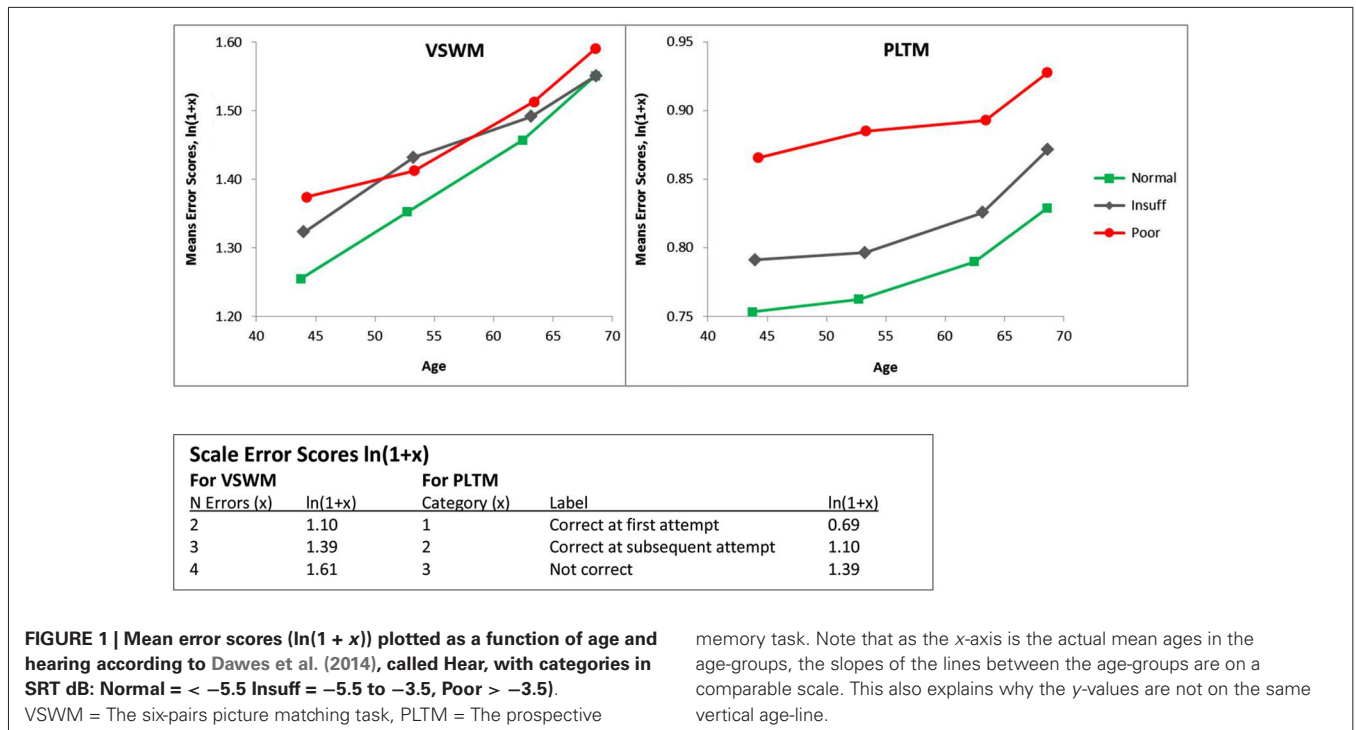 VSWM
1.60
1.50
1.40
1.30
1.20
Means Error Scores, ln(1+x)
40 45 50 55 60 65 70
Age
PLTM
0.95
0.90
0.85
0.80
0.75
Means Error Scores, ln(1+x)
40 45 50 55 60 65 70
Age
Normal
Insuff
Poor
Scale Error Scores ln(1+x)
For VSWM For PLTM
N Errors (x) ln(1+x) Category (x) Label ln(1+x)
2 1.10 1 Correct at first attempt 0.69
3 1.39 2 Correct at subsequent attempt 1.10
4 1.61 3 Not correct 1.39
FIGURE 1 | Mean error scores (ln(1 + x)) plotted as a function of age and
hearing according to Dawes et al. (2014), called Hear, with categories in
SRT dB: Normal = < −5.5 Insuff = −5.5 to −3.5, Poor > −3.5).
VSWM = The six-pairs picture matching task, PLTM = The prospective
memory task. Note that as the x-axis is the actual mean ages in the
age-groups, the slopes of the lines between the age-groups are on a
comparable scale. This also explains why the y-values are not on the same
vertical age-line.